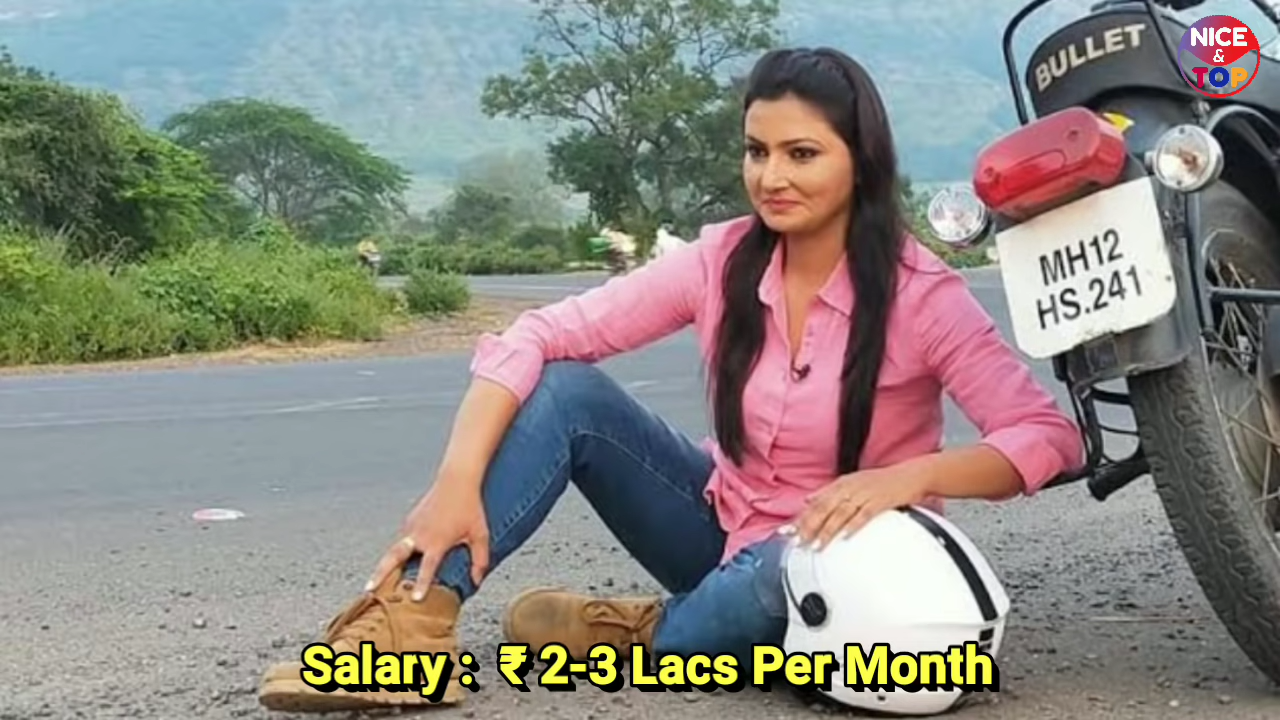 BULLET
NICE
&
TOP
MH12
HS.241
Salary : ₹ 2-3 Lacs Per Month